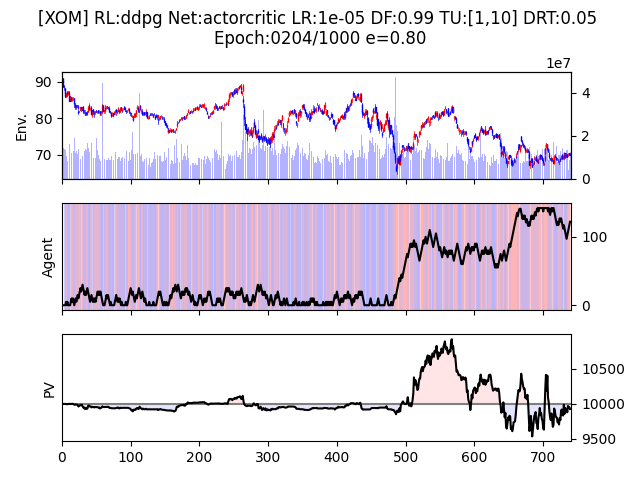 [XOM] RL:ddpg Net:actorcritic LR:1e-05 DF:0.99 TU:[1,10] DRT:0.05
Epoch:0204/1000 e=0.80
1e7
Env.
90
80
70
4
2
0
Agent
100
0
PV
10500
10000
9500
0 100 200 300 400 500 600 700